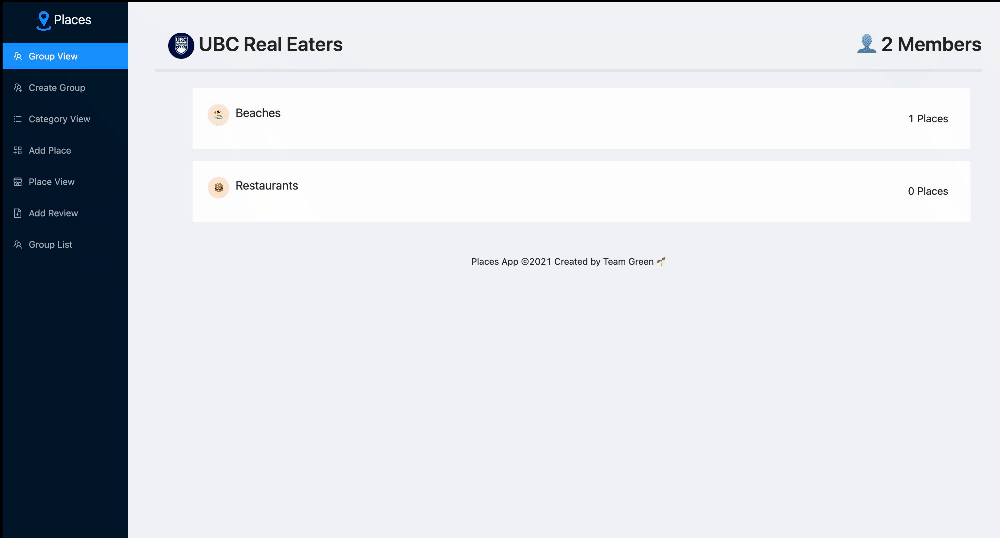 Places
Group View
Create Group
Category View
Add Place
Place View
Add Review
Group List
UBC
UBC Real Eaters
2 Members
Beaches
1 Places
Restaurants
0 Places
Places App ©2021 Created by Team Green